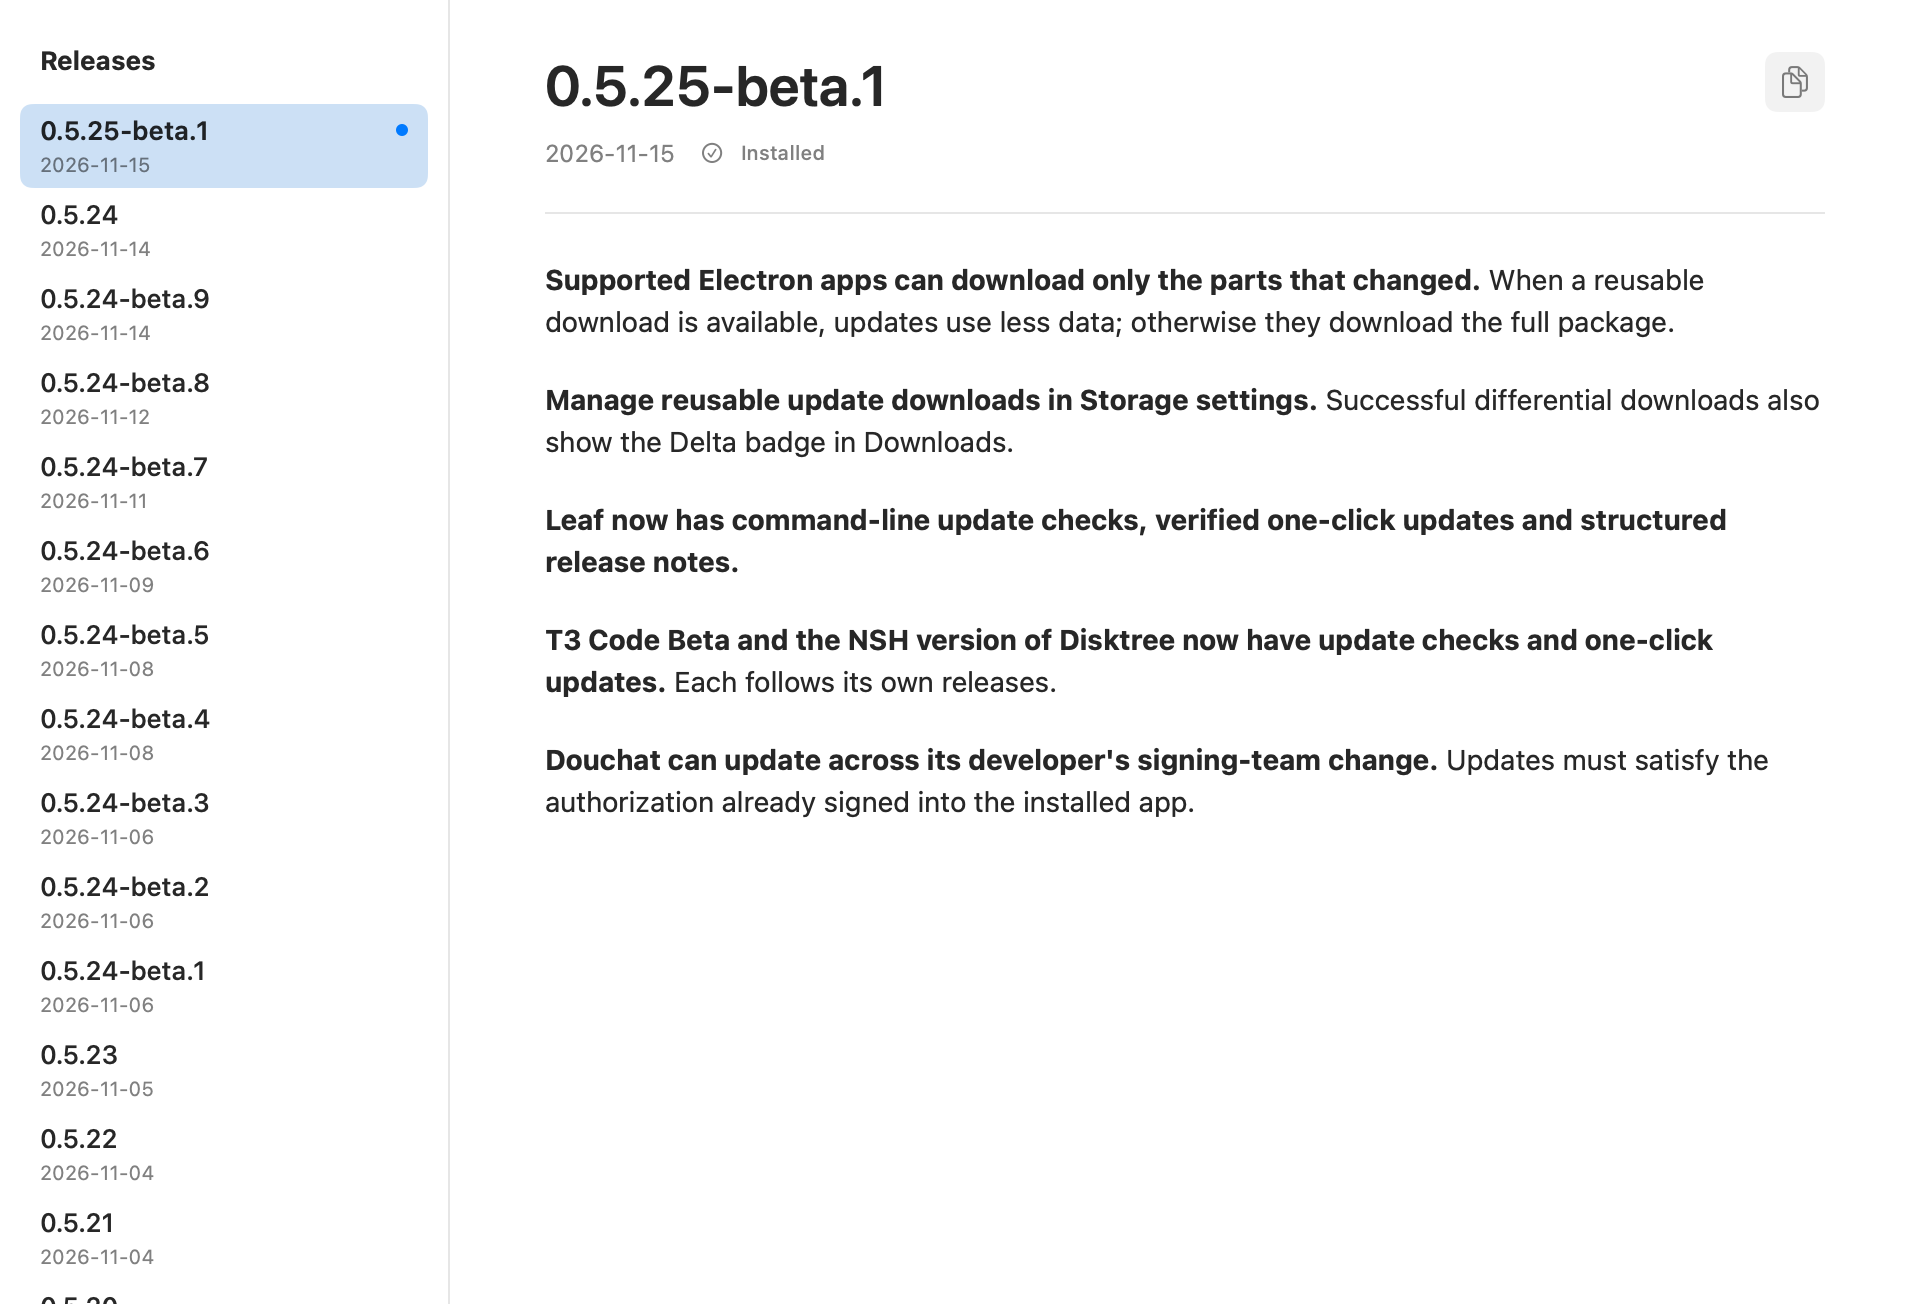 Releases
0.5.25-beta.1
2026-11-15
0.5.24
2026-11-14
0.5.24-beta.9
2026-11-14
0.5.24-beta.8
2026-11-12
0.5.24-beta.7
2026-11-11
0.5.24-beta.6
2026-11-09
0.5.24-beta.5
2026-11-08
0.5.24-beta.4
2026-11-08
0.5.24-beta.3
2026-11-06
0.5.24-beta.2
2026-11-06
0.5.24-beta.1
2026-11-06
0.5.23
2026-11-05
0.5.22
2026-11-04
0.5.21
2026-11-04
0.5.25-beta.1
2026-11-15 Installed
Supported Electron apps can download only the parts that changed. When a reusable
download is available, updates use less data; otherwise they download the full package.
Manage reusable update downloads in Storage settings. Successful differential downloads also
show the Delta badge in Downloads.
Leaf now has command-line update checks, verified one-click updates and structured
release notes.
T3 Code Beta and the NSH version of Disktree now have update checks and one-click
updates. Each follows its own releases.
Douchat can update across its developer's signing-team change. Updates must satisfy the
authorization already signed into the installed app.